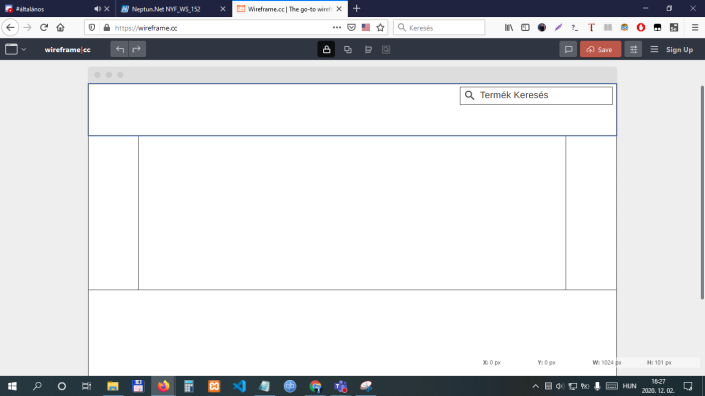 #általános
Neptun.Net NYF_WS_152
Wireframe.cc | The go-to wirefr
https://wireframe.cc
Keresés
wireframe|cc
Save
Sign Up
Termék Keresés
X: 0 px Y: 0 px W: 1024 px H: 101 px
HUN
16:27
2020. 12. 02.